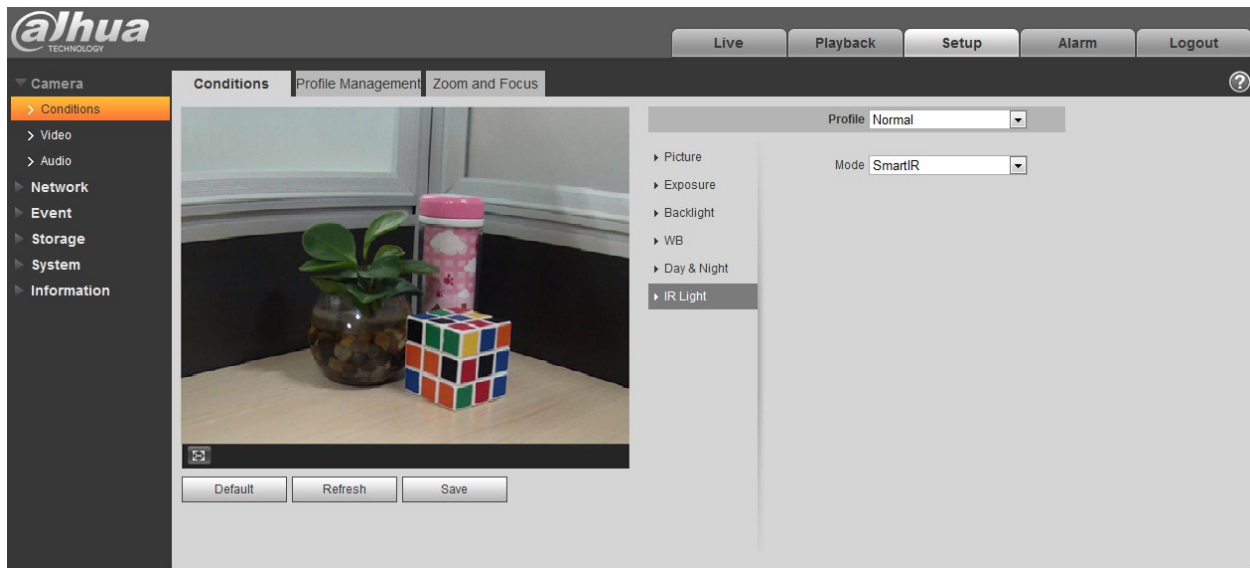 alhua
TECHNOLOGY
Live
Playback
Setup
Alarm
Logout
Camera
Conditions
Video
Audio
Network
Event
Storage
System
Information
Conditions
Profile Management
Zoom and Focus
?
Profile Normal
Picture
Exposure
Backlight
WB
Day & Night
IR Light
Mode SmartIR
Default
Refresh
Save